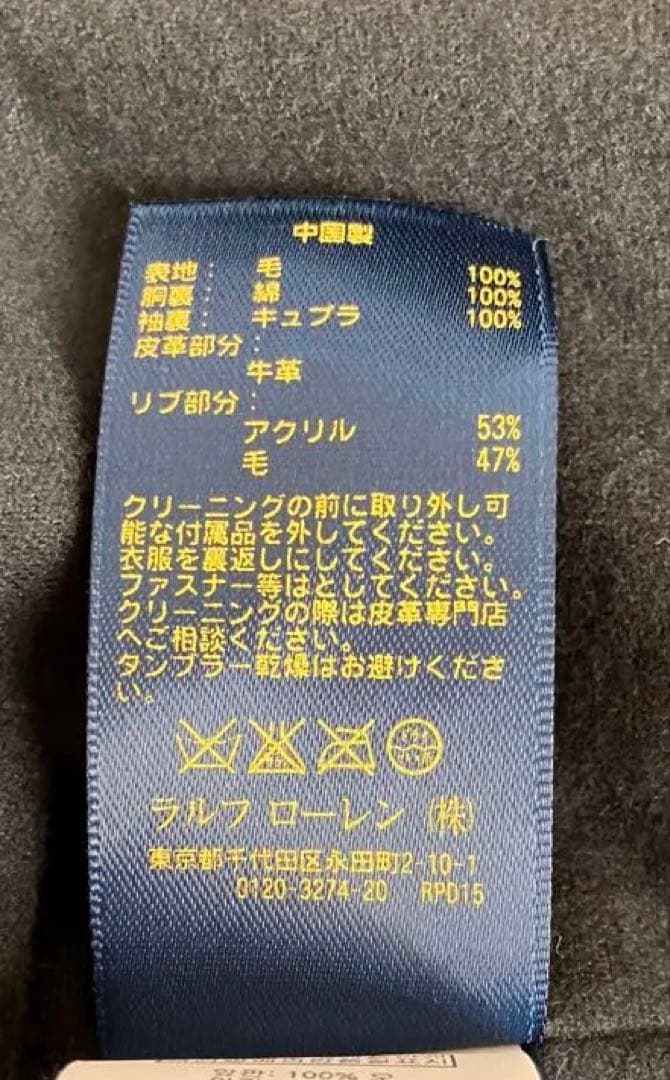 中国製
表地： 毛 100%
胴裏： 綿 100%
袖裏： キュプラ 100%
皮革部分：
牛革
リブ部分：
アクリル 53%
毛 47%
クリーニングの前に取り外し可
能な付属品を外してください。
衣服を裏返しにしてください。
ファスナー等はとしてください。
クリーニングの際は皮革専門店
へご相談ください。
タンブラー乾燥はお避けくださ
い。
ラルフ ローレン (株)
東京都千代田区永田町2-10-1
0120-3274-20 RPD15
100% 모